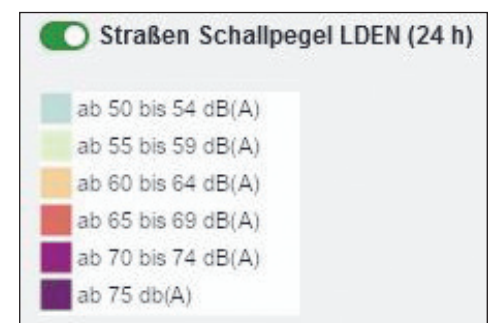 Straßen Schallpegel LDEN (24 h)
ab 50 bis 54 dB(A)
ab 55 bis 59 dB(A)
ab 60 bis 64 dB(A)
ab 65 bis 69 dB(A)
ab 70 bis 74 dB(A)
ab 75 db(A)